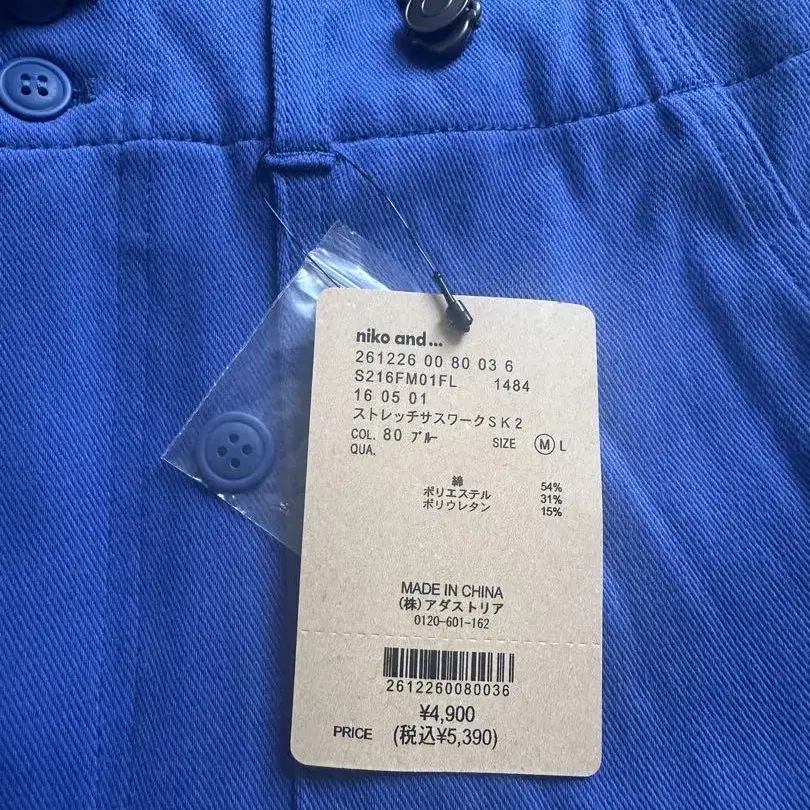 niko and...
261226 00 80 03 6
S216FM01FL 1484
16 05 01
ストレッチサスワークSK2
COL. 80 ブルー SIZE M L
QUA.
綿 54%
ポリエステル 31%
ポリウレタン 15%
MADE IN CHINA
(株)アダストリア
0120-601-162
2612260080036
¥4,900
PRICE (税込¥5,390)